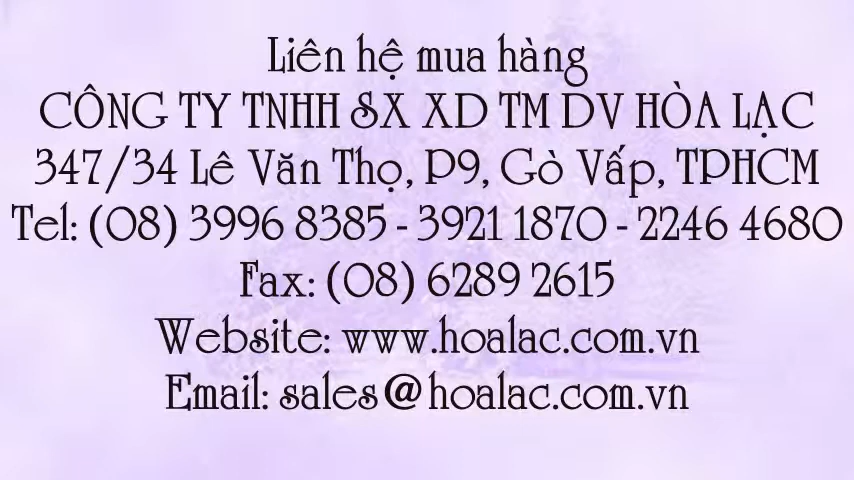 Liên hệ mua hàng
CÔNG TY TNHH SX XD TM DV HÒA LẠC
347/34 Lê Văn Thọ, P9, Gò Vấp, TPHCM
Tel: (08) 3996 8385 - 3921 1870 - 2246 4680
Fax: (08) 6289 2615
Website: www.hoalac.com.vn
Email: sales@hoalac.com.vn